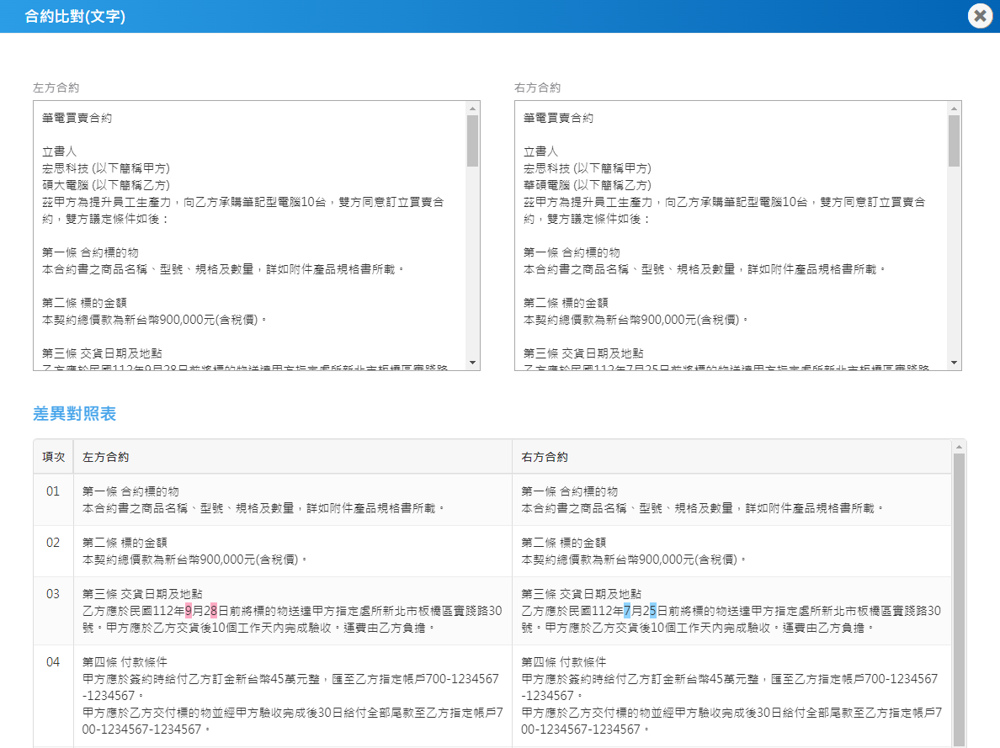 合約比對(文字)
左方合約
筆電買賣合約
立書人
宏思科技 (以下簡稱甲方)
碩大電腦 (以下簡稱乙方)
茲甲方為提升員工生產力，向乙方承購筆記型電腦10台，雙方同意訂立買賣合
約，雙方議定條件如後：
第一條 合約標的物
本合約書之商品名稱、型號、規格及數量，詳如附件產品規格書所載。
第二條 標的金額
本契約總價款為新台幣900,000元(含稅價)。
第三條 交貨日期及地點
乙方應於民國112年9月28日前將標的物送達甲方指定處所新北市板橋區實踐路
右方合約
筆電買賣合約
立書人
宏思科技 (以下簡稱甲方)
華碩電腦 (以下簡稱乙方)
茲甲方為提升員工生產力，向乙方承購筆記型電腦10台，雙方同意訂立買賣合
約，雙方議定條件如後：
第一條 合約標的物
本合約書之商品名稱、型號、規格及數量，詳如附件產品規格書所載。
第二條 標的金額
本契約總價款為新台幣900,000元(含稅價)。
第三條 交貨日期及地點
乙方應於民國112年7月25日前將標的物送達甲方指定處所新北市板橋區實踐路
差異對照表
項次 左方合約 右方合約
01
第一條 合約標的物
本合約書之商品名稱、型號、規格及數量，詳如附件產品規格書所載。
第一條 合約標的物
本合約書之商品名稱、型號、規格及數量，詳如附件產品規格書所載。
02
第二條 標的金額
本契約總價款為新台幣900,000元(含稅價)。
第二條 標的金額
本契約總價款為新台幣900,000元(含稅價)。
03
第三條 交貨日期及地點
乙方應於民國112年9月28日前將標的物送達甲方指定處所新北市板橋區實踐路30
號。甲方應於乙方交貨後10個工作天內完成驗收。運費由乙方負擔。
第三條 交貨日期及地點
乙方應於民國112年7月25日前將標的物送達甲方指定處所新北市板橋區實踐路30
號。甲方應於乙方交貨後10個工作天內完成驗收。運費由乙方負擔。
04
第四條 付款條件
甲方應於簽約時給付乙方訂金新台幣45萬元整，匯至乙方指定帳戶700-1234567
-1234567。
甲方應於乙方交付標的物並經甲方驗收完成後30日給付全部尾款至乙方指定帳戶7
00-1234567-1234567。
第四條 付款條件
甲方應於簽約時給付乙方訂金新台幣45萬元整，匯至乙方指定帳戶700-1234567
-1234567。
甲方應於乙方交付標的物並經甲方驗收完成後30日給付全部尾款至乙方指定帳戶7
00-1234567-1234567。